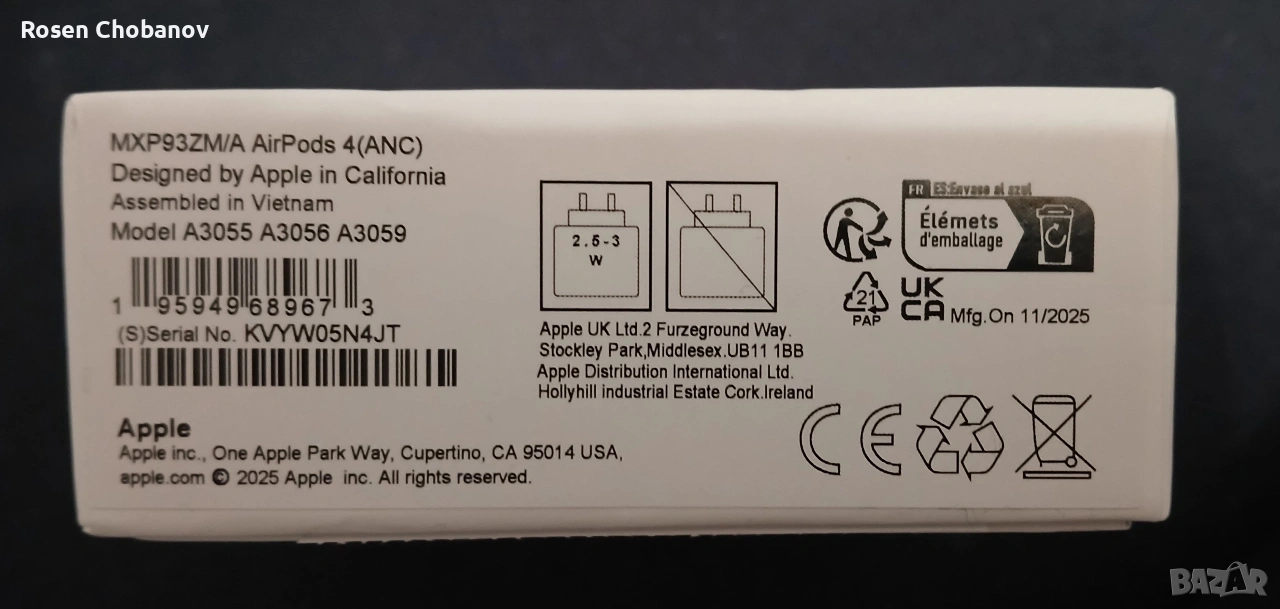 Rosen Chobanov
MXP93ZM/A AirPods 4(ANC)
Designed by Apple in California
Assembled in Vietnam
Model A3055 A3056 A3059
1 95949 68967 3
(S)Serial No. KVYW05N4JT
Apple
Apple inc., One Apple Park Way, Cupertino, CA 95014 USA,
apple.com © 2025 Apple inc. All rights reserved.
2.5-3
W
Apple UK Ltd.2 Furzeground Way.
Stockley Park,Middlesex.UB11 1BB
Apple Distribution International Ltd.
Hollyhill industrial Estate Cork.Ireland
FR ES:Envase al azul
Élémets
d'emballage
21
PAP
UK
CA
Mfg.On 11/2025
CE
BAZAR